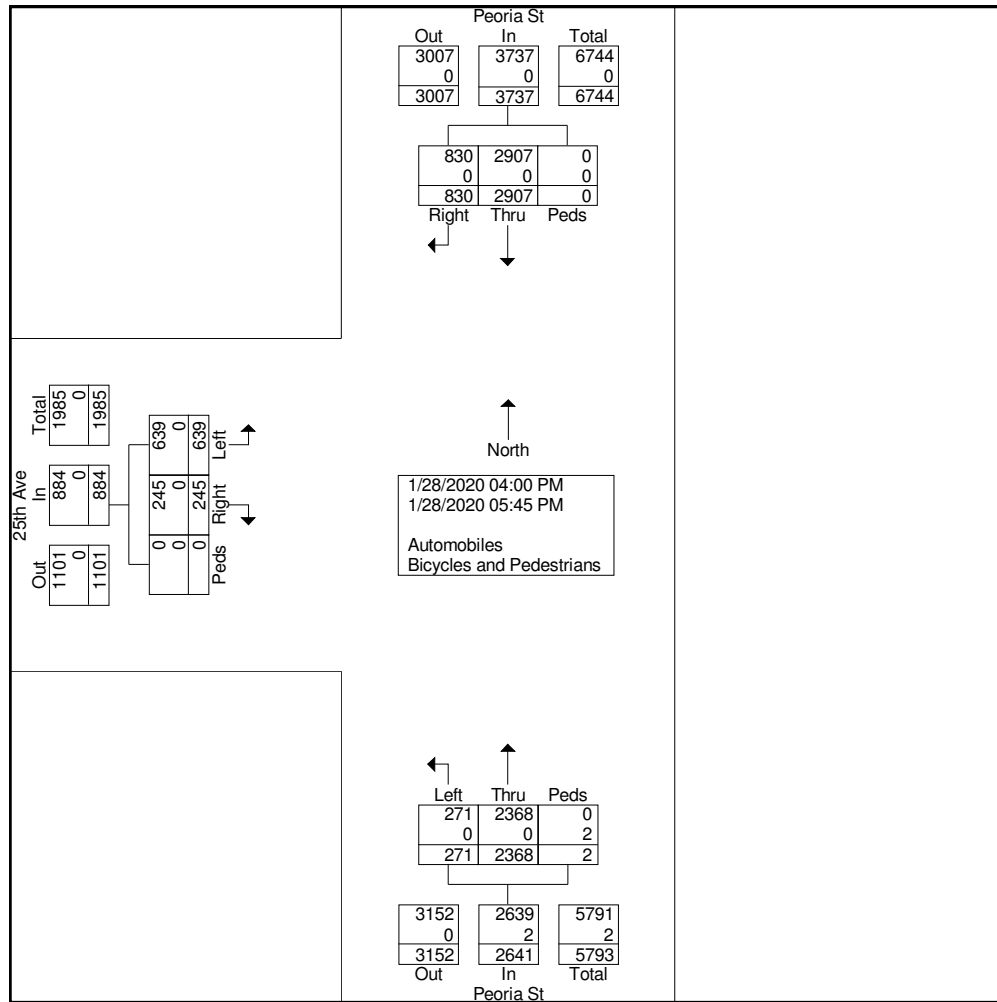 Peoria St
Out In Total
3007 3737 6744
0 0 0
3007 3737 6744
830 2907 0
0 0 0
830 2907 0
Right Thru Peds
25th Ave
Total
1985
0
1985
In
884
0
884
Out
1101
0
1101
639
0
639
Left
245
0
245
Right
0
0
0
Peds
North
1/28/2020 04:00 PM
1/28/2020 05:45 PM
Automobiles
Bicycles and Pedestrians
Left Thru Peds
271 2368 0
0 0 2
271 2368 2
3152 2639 5791
0 2 2
3152 2641 5793
Out In Total
Peoria St